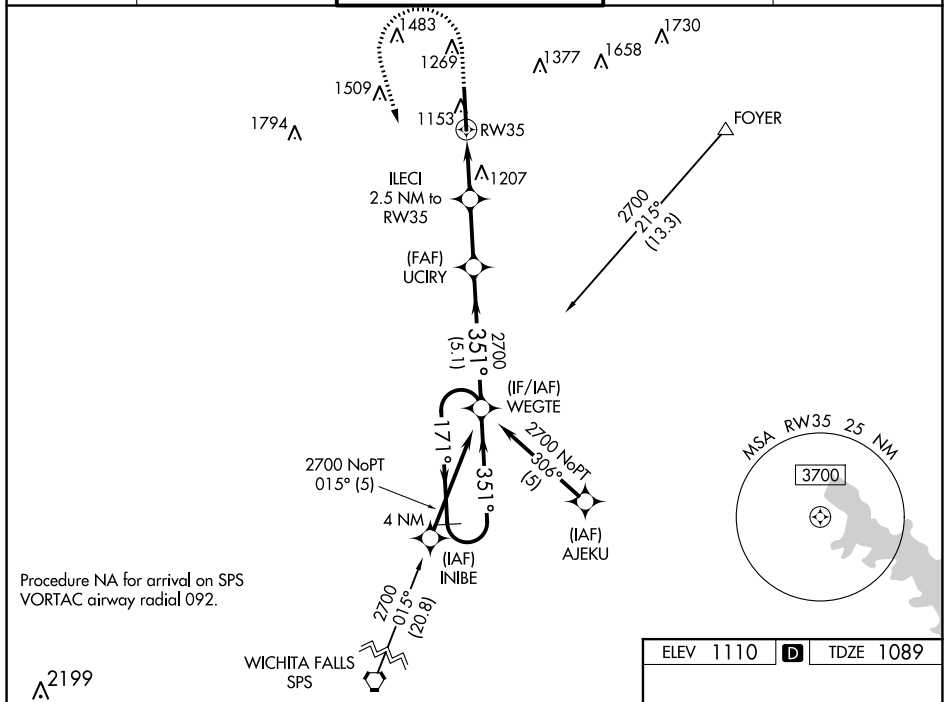 1483
1730
1269
1377
1658
1509
1794
1153
RW35
FOYER
ILECI
2.5 NM to
RW35
1207
2700
215°
(13.3)
(FAF)
UCIRY
2700
351°
(5.1)
(IF/IAF)
WEGTE
171°
351°
2700 NoPT
306°
(5)
2700 NoPT
015° (5)
4 NM
(IAF)
INIBE
(IAF)
AJEKU
MSA RW35 25 NM
3700
Procedure NA for arrival on SPS
VORTAC airway radial 092.
2700
015°
(20.8)
WICHITA FALLS
SPS
2199
ELEV 1110 D TDZE 1089